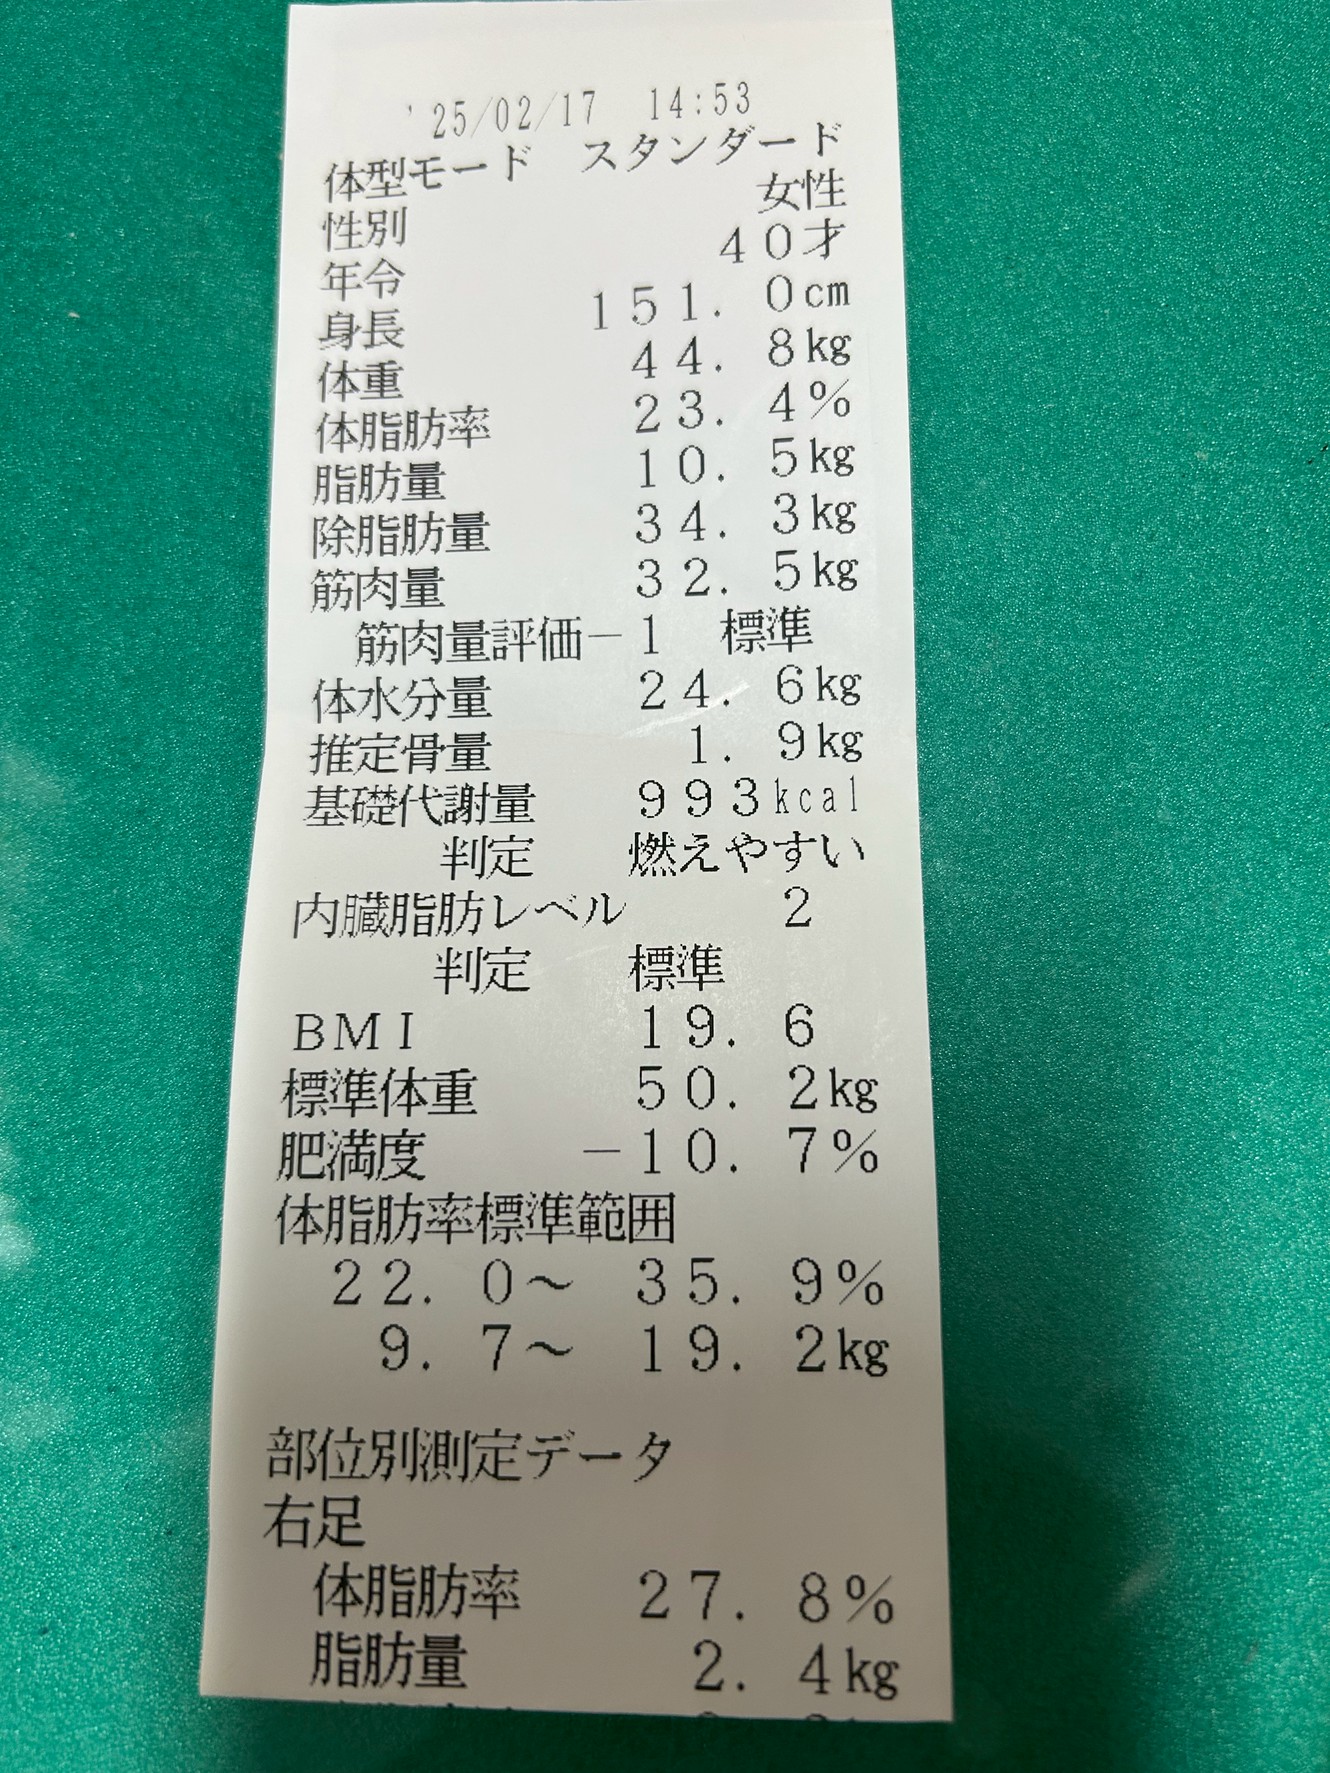 '25/02/17 14:53
体型モード スタンダード
性別 女性
年令 40才
身長 151.0cm
体重 44.8kg
体脂肪率 23.4%
脂肪量 10.5kg
除脂肪量 34.3kg
筋肉量 32.5kg
筋肉量評価-1 標準
体水分量 24.6kg
推定骨量 1.9kg
基礎代謝量 993kcal
判定 燃えやすい
内臓脂肪レベル 2
判定 標準
BMI 19.6
標準体重 50.2kg
肥満度 -10.7%
体脂肪率標準範囲
22.0~ 35.9%
9.7~ 19.2kg
部位別測定データ
右足
体脂肪率 27.8%
脂肪量 2.4kg